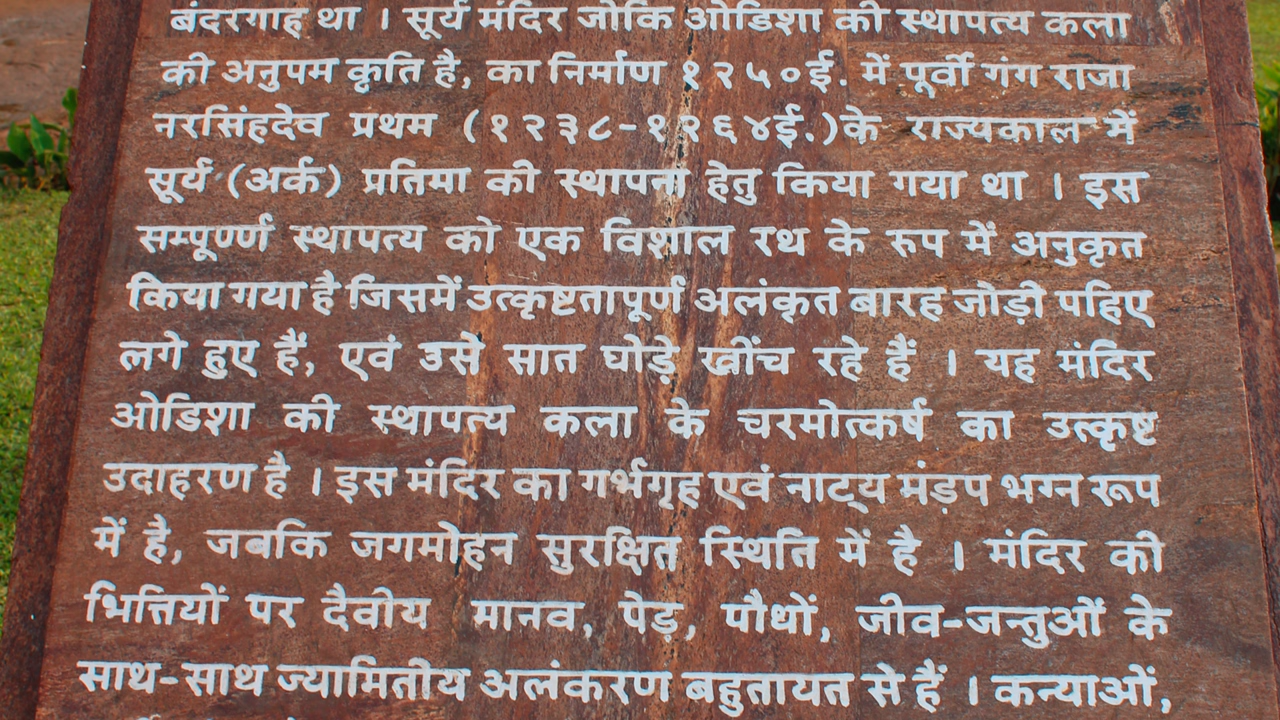 बंदरगाह था । सूर्य मंदिर जोकि ओडिशा की स्थापत्य कला
की अनुपम कृति है, का निर्माण १२५०ई. में पूर्वी गंग राजा
नरसिंहदेव प्रथम (१२३८-१२६४ई.)के राज्यकाल में
सूर्य (अर्क) प्रतिमा की स्थापना हेतु किया गया था । इस
सम्पूर्ण स्थापत्य को एक विशाल रथ के रुप में अनुकृत
किया गया है जिसमें उत्कृष्टतापूर्ण अलंकृत बारह जोड़ी पहिए
लगे हुए हैं, एवं उसे सात घोड़े खींच रहे हैं । यह मंदिर
ओडिशा की स्थापत्य कला के चरमोत्कर्ष का उत्कृष्ट
उदाहरण है । इस मंदिर का गर्भगृह एवं नाट्य मंड़प भग्न रूप
में है, जबकि जगमोहन सुरक्षित स्थिति में है । मंदिर की
भित्तियों पर दैवीय मानव, पेड़, पौधों, जीव-जन्तुओं के
साथ-साथ ज्यामितीय अलंकरण बहुतायत से हैं । कन्याओं,